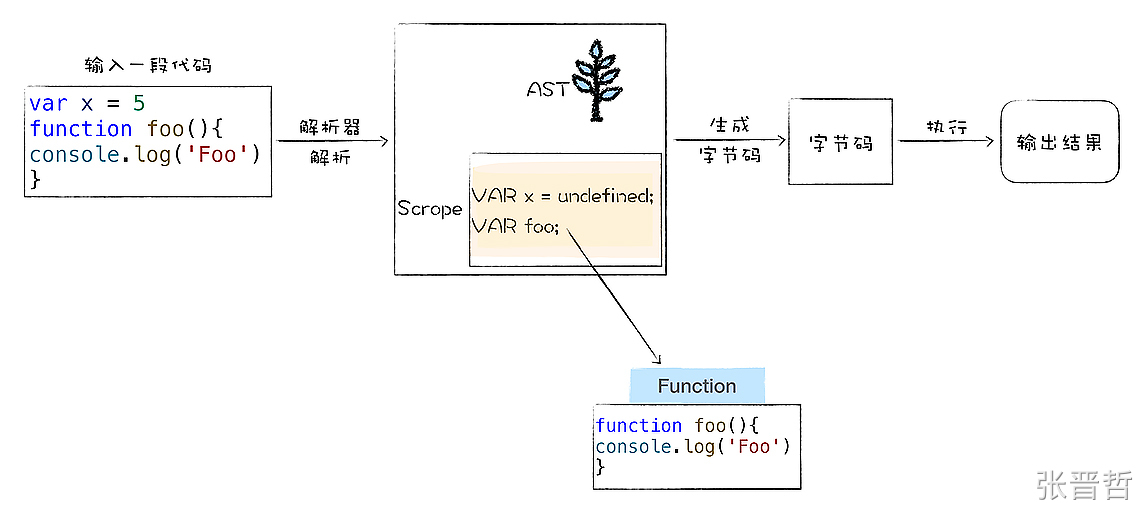 输入一段代码
var x = 5
function foo(){
console.log('Foo')
}
解析器
解析
AST
Scrope
VAR x = undefined;
VAR foo;
生成
字节码
字节码
执行
输出结果
Function
function foo(){
console.log('Foo')
}
张晋哲